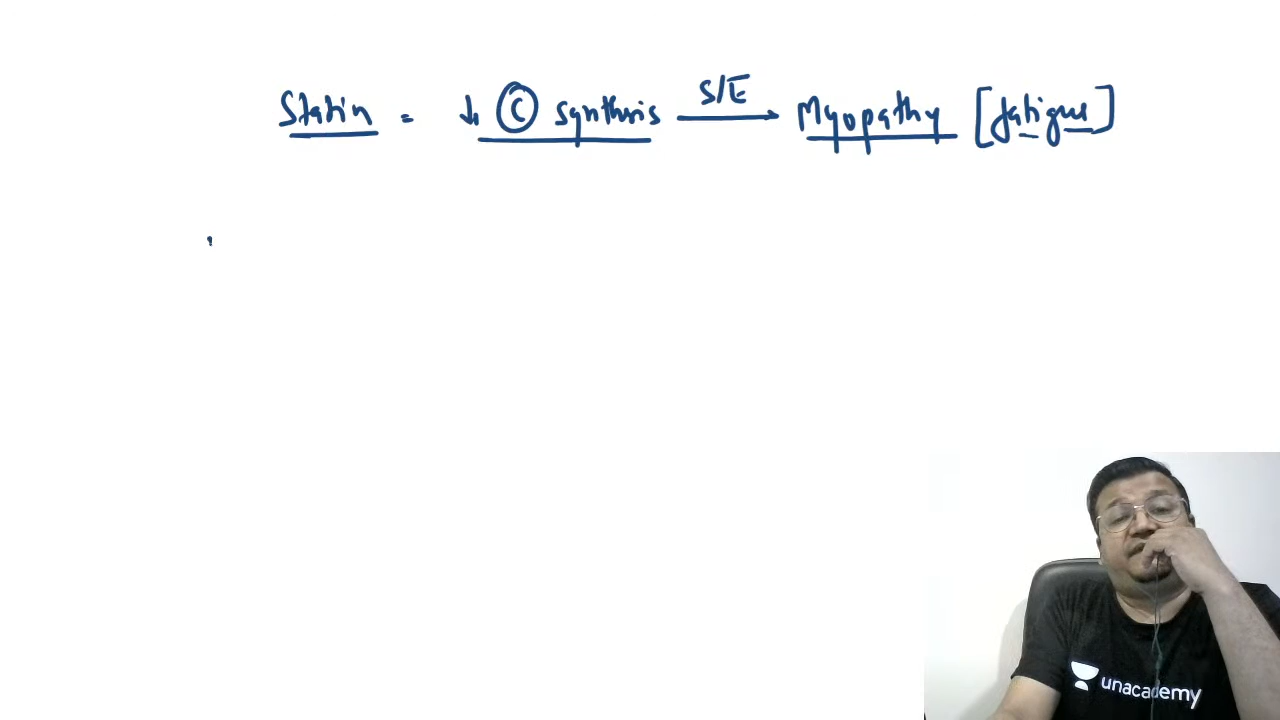 S/E
Statin = ↓ Ⓒ synthesis → Myopathy [fatigue]
unacademy